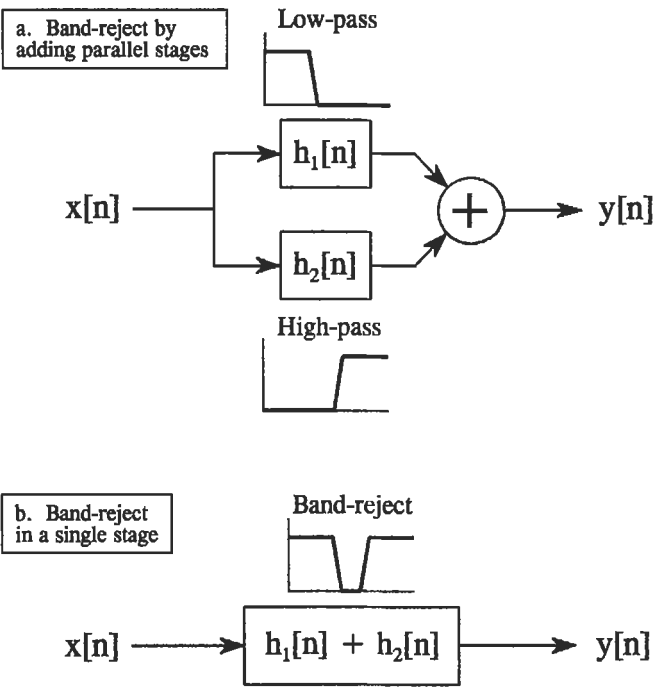 a. Band-reject by
adding parallel stages
Low-pass
h₁[n]
x[n]
+
y[n]
h₂[n]
High-pass
b. Band-reject
in a single stage
Band-reject
x[n]
h₁[n] + h₂[n]
y[n]